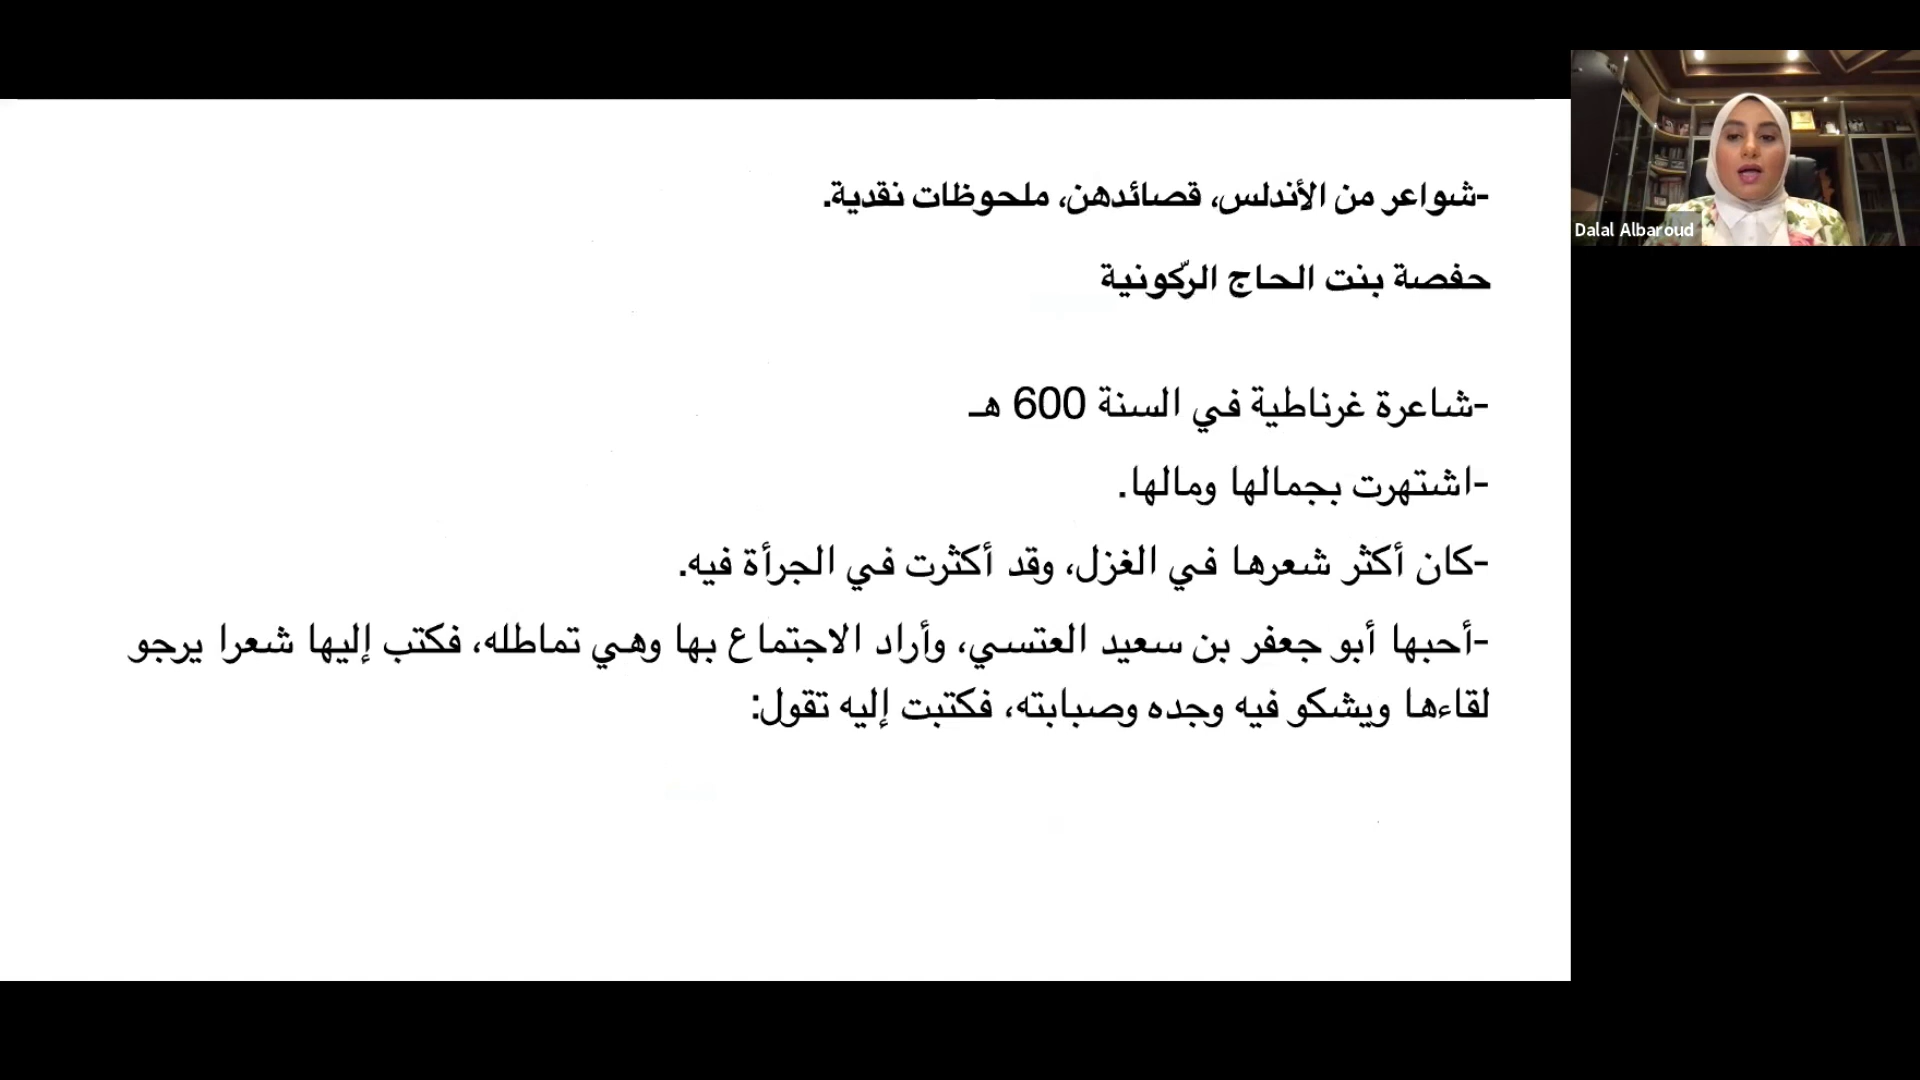 -شواعر من الأندلس، قصائدهن، ملحوظات نقدية.
حفصة بنت الحاج الرّكونية
-شاعرة غرناطية في السنة 600 هـ
-اشتهرت بجمالها ومالها.
-كان أكثر شعرها في الغزل، وقد أكثرت في الجرأة فيه.
-أحبها أبو جعفر بن سعيد العتسي، وأراد الاجتماع بها وهي تماطله، فكتب إليها شعرا يرجو
لقاءها ويشكو فيه وجده وصبابته، فكتبت إليه تقول:
Dalal Albaroud